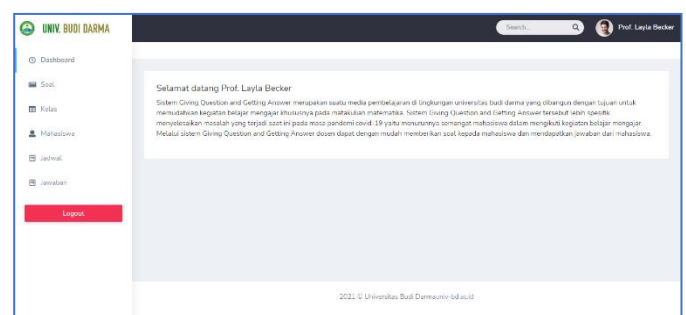 UNIV. BUDI DARMA
Search...
Prof. Layla Becker
Dashboard
Soal
Kelas
Mahasiswa
Jadwal
Jawaban
Logout
Selamat datang Prof. Layla Becker
Sistem Giving Question and Getting Answer merupakan suatu media pembelajaran di lingkungan universitas budi darma yang dibangun dengan tujuan untuk
memudahkan kegiatan belajar mengajar khususnya pada matakuliah matematika. Sistem Giving Question and Getting Answer tersebut lebih spesifik
menyelesaikan masalah yang terjadi saat ini pada masa pandemi covid-19 yaitu menurunnya semangat mahasiswa dalam mengikuti kegiatan belajar mengajar.
Melalui sistem Giving Question and Getting Answer dosen dapat dengan mudah memberikan soal kepada mahasiswa dan mendapatkan jawaban dari mahasiswa.
2021 © Universitas Budi Darmauniv-bd.ac.id